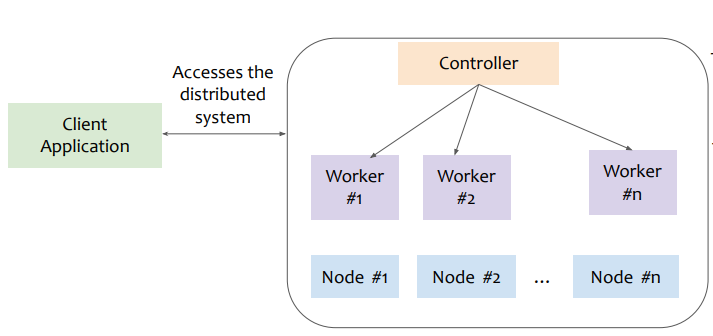 Controller
Accesses the
distributed
system
Client
Application
Worker
#1
Worker
#2
Worker
#n
Node #1
Node #2
...
Node #n